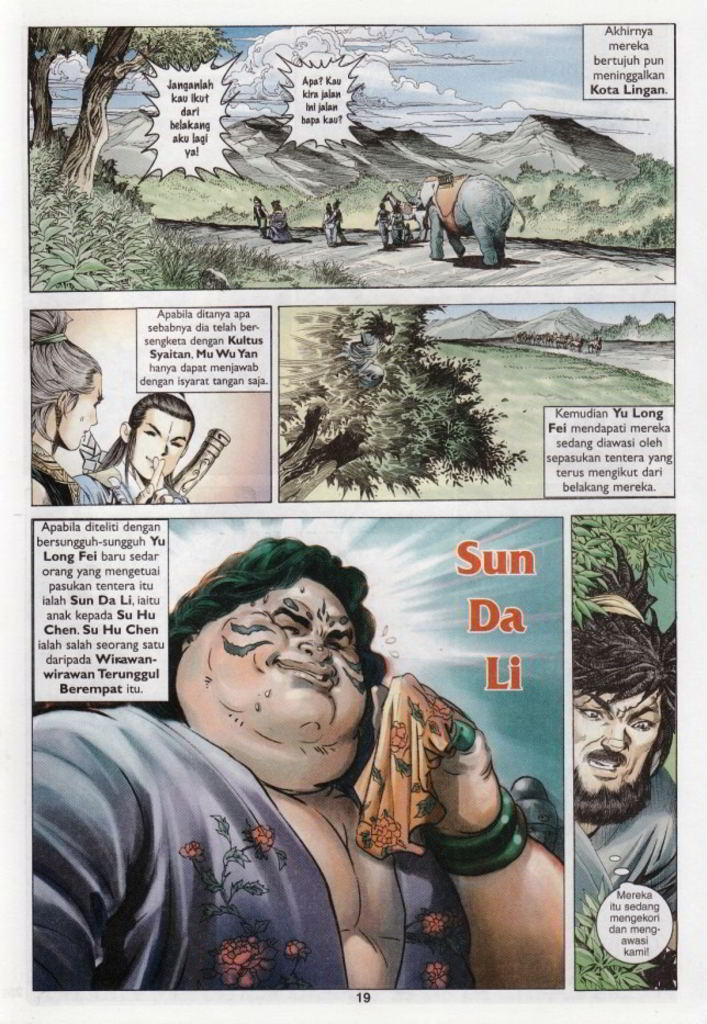 Janganlah
kau ikut
dari
belakang
aku lagi
ya!
Apa? Kau
kira jalan
ini jalan
bapa kau?
Akhirnya
mereka
bertujuh pun
meninggalkan
Kota Lingan.
Apabila ditanya apa
sebabnya dia telah ber-
sengketa dengan Kultus
Syaitan, Mu Wu Yan
hanya dapat menjawab
dengan isyarat tangan saja.
Kemudian Yu Long
Fei mendapati mereka
sedang diawasi oleh
sepasukan tentera yang
terus mengikut dari
belakang mereka.
Apabila diteliti dengan
bersungguh-sungguh Yu
Long Fei baru sedar
orang yang mengetuai
pasukan tentera itu
ialah Sun Da Li, iaitu
anak kepada Su Hu
Chen. Su Hu Chen
ialah salah seorang satu
daripada Wirawan-
wirawan Terunggul
Berempat itu.
Sun
Da
Li
Mereka
itu sedang
mengekori
dan meng-
awasi
kami!
19